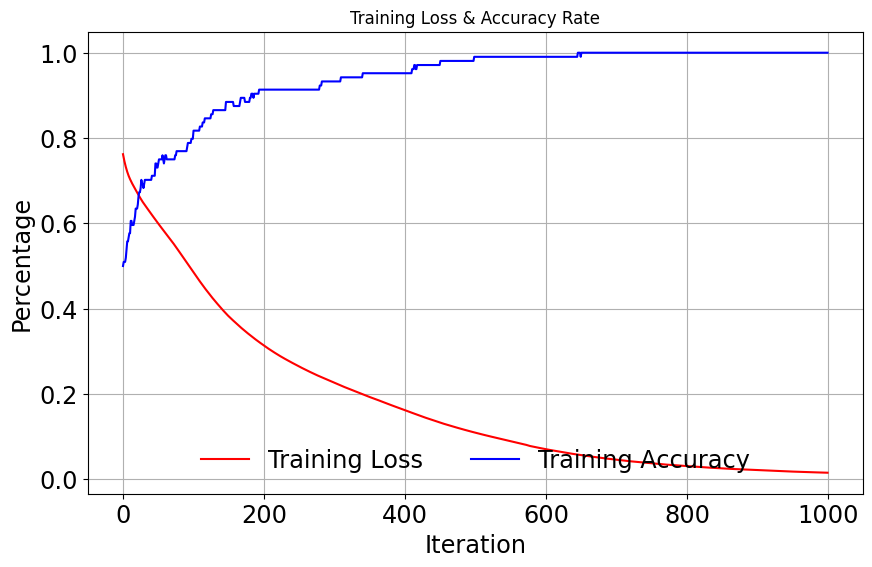 Training Loss & Accuracy Rate
1.0
0.8
0.6
0.4
0.2
0.0
Percentage
Training Loss
Training Accuracy
0 200 400 600 800 1000
Iteration